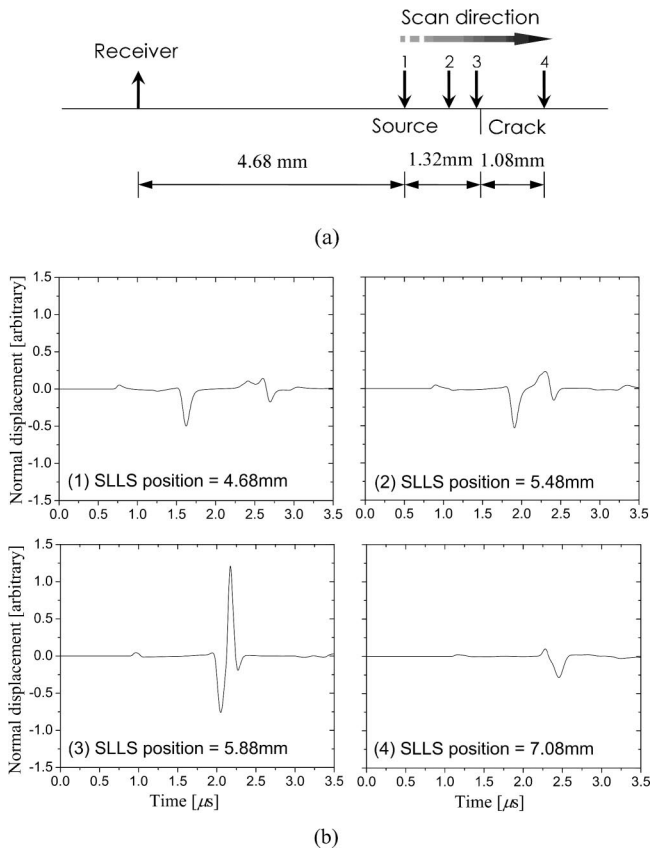 Scan direction
Receiver
1 2 3 4
Source Crack
4.68 mm 1.32mm 1.08mm
(a)
Normal displacement [arbitrary]
1.5
1.0
0.5
0.0
-0.5
-1.0
-1.5
(1) SLLS position = 4.68mm
0.0 0.5 1.0 1.5 2.0 2.5 3.0 3.5
(2) SLLS position = 5.48mm
0.0 0.5 1.0 1.5 2.0 2.5 3.0 3.5
Normal displacement [arbitrary]
1.5
1.0
0.5
0.0
-0.5
-1.0
-1.5
(3) SLLS position = 5.88mm
0.0 0.5 1.0 1.5 2.0 2.5 3.0 3.5
Time [μs]
(4) SLLS position = 7.08mm
0.0 0.5 1.0 1.5 2.0 2.5 3.0 3.5
Time [μs]
(b)